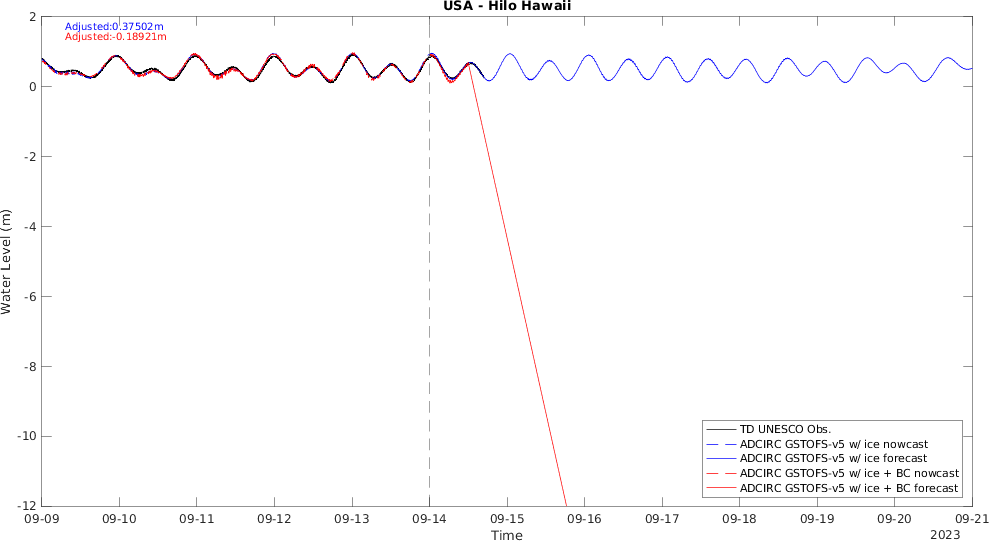 USA - Hilo Hawaii
Adjusted:0.37502m
Adjusted:-0.18921m
2
0
-2
-4
-6
-8
-10
-12
Water Level (m)
09-09 09-10 09-11 09-12 09-13 09-14 09-15 09-16 09-17 09-18 09-19 09-20 09-21
Time
2023
TD UNESCO Obs.
ADCIRC GSTOFS-v5 w/ ice nowcast
ADCIRC GSTOFS-v5 w/ ice forecast
ADCIRC GSTOFS-v5 w/ ice + BC nowcast
ADCIRC GSTOFS-v5 w/ ice + BC forecast